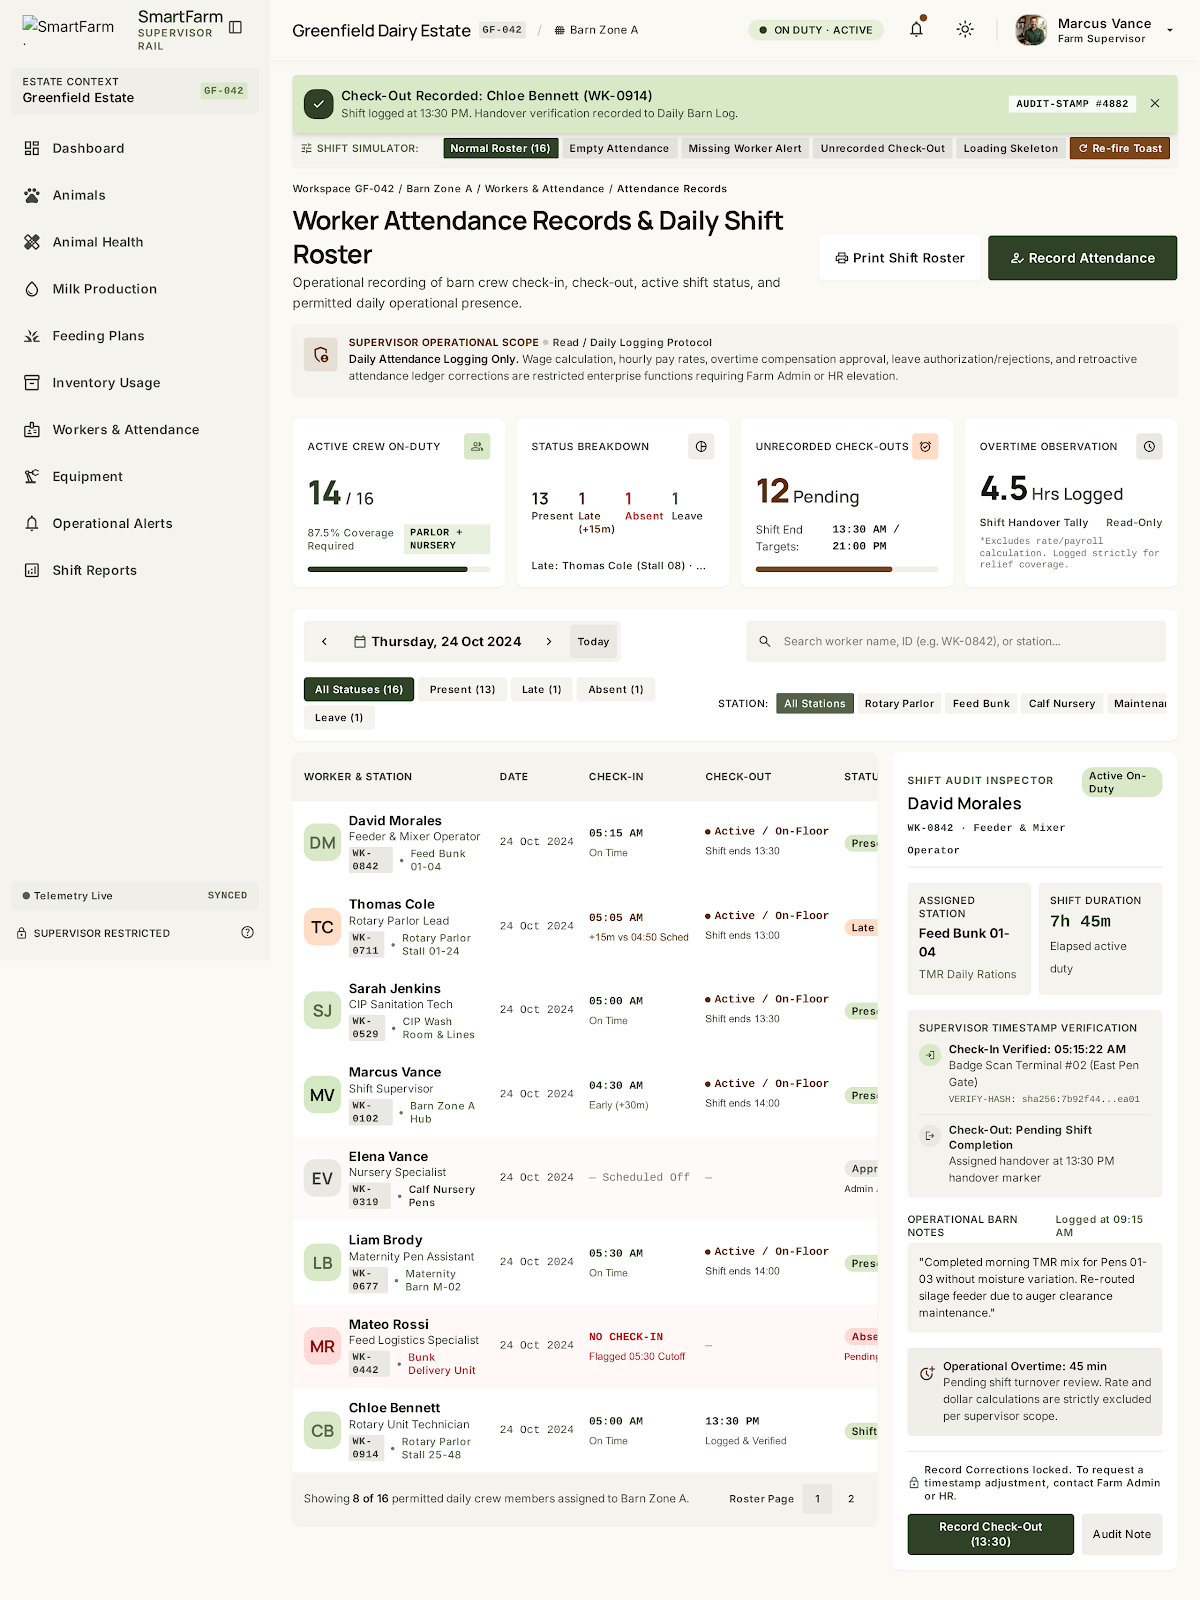 SmartFarm
.
SmartFarm
SUPERVISOR
RAIL
ESTATE CONTEXT
Greenfield Estate
GF-042
Dashboard
Animals
Animal Health
Milk Production
Feeding Plans
Inventory Usage
Workers & Attendance
Equipment
Operational Alerts
Shift Reports
Telemetry Live
SYNCED
SUPERVISOR RESTRICTED
Greenfield Dairy Estate
GF-042
/
Barn Zone A
ON DUTY · ACTIVE
Marcus Vance
Farm Supervisor
Check-Out Recorded: Chloe Bennett (WK-0914)
Shift logged at 13:30 PM. Handover verification recorded to Daily Barn Log.
AUDIT-STAMP #4882
SHIFT SIMULATOR:
Normal Roster (16)
Empty Attendance
Missing Worker Alert
Unrecorded Check-Out
Loading Skeleton
Re-fire Toast
Workspace GF-042 / Barn Zone A / Workers & Attendance / Attendance Records
Worker Attendance Records & Daily Shift
Roster
Operational recording of barn crew check-in, check-out, active shift status, and
permitted daily operational presence.
Print Shift Roster
Record Attendance
SUPERVISOR OPERATIONAL SCOPE
Read / Daily Logging Protocol
Daily Attendance Logging Only. Wage calculation, hourly pay rates, overtime compensation approval, leave authorization/rejections, and retroactive
attendance ledger corrections are restricted enterprise functions requiring Farm Admin or HR elevation.
ACTIVE CREW ON-DUTY
14 / 16
87.5% Coverage
Required
PARLOR +
NURSERY
STATUS BREAKDOWN
13
Present
1
Late
(+15m)
1
Absent
1
Leave
Late: Thomas Cole (Stall 08) · ...
UNRECORDED CHECK-OUTS
12 Pending
Shift End
Targets:
13:30 AM /
21:00 PM
OVERTIME OBSERVATION
4.5 Hrs Logged
Shift Handover Tally
Read-Only
*Excludes rate/payroll
calculation. Logged strictly for
relief coverage.
Thursday, 24 Oct 2024
Today
Search worker name, ID (e.g. WK-0842), or station...
All Statuses (16)
Present (13)
Late (1)
Absent (1)
Leave (1)
STATION:
All Stations
Rotary Parlor
Feed Bunk
Calf Nursery
Maintenan
WORKER & STATION
DATE
CHECK-IN
CHECK-OUT
STATU
DM
David Morales
Feeder & Mixer Operator
WK-
0842
• Feed Bunk
01-04
24 Oct 2024
05:15 AM
On Time
Active / On-Floor
Shift ends 13:30
Pres
TC
Thomas Cole
Rotary Parlor Lead
WK-
0711
• Rotary Parlor
Stall 01-24
24 Oct 2024
05:05 AM
+15m vs 04:50 Sched
Active / On-Floor
Shift ends 13:00
Late
SJ
Sarah Jenkins
CIP Sanitation Tech
WK-
0529
• CIP Wash
Room & Lines
24 Oct 2024
05:00 AM
On Time
Active / On-Floor
Shift ends 13:30
Pres
MV
Marcus Vance
Shift Supervisor
WK-
0102
• Barn Zone A
Hub
24 Oct 2024
04:30 AM
Early (+30m)
Active / On-Floor
Shift ends 14:00
Pres
EV
Elena Vance
Nursery Specialist
WK-
0319
• Calf Nursery
Pens
24 Oct 2024
— Scheduled Off
—
Appr
Admin
LB
Liam Brody
Maternity Pen Assistant
WK-
0677
• Maternity
Barn M-02
24 Oct 2024
05:30 AM
On Time
Active / On-Floor
Shift ends 14:00
Pres
MR
Mateo Rossi
Feed Logistics Specialist
WK-
0442
• Bunk
Delivery Unit
24 Oct 2024
NO CHECK-IN
Flagged 05:30 Cutoff
—
Abse
Pending
CB
Chloe Bennett
Rotary Unit Technician
WK-
0914
• Rotary Parlor
Stall 25-48
24 Oct 2024
05:00 AM
On Time
13:30 PM
Logged & Verified
Shift
Showing 8 of 16 permitted daily crew members assigned to Barn Zone A.
Roster Page
1
2
SHIFT AUDIT INSPECTOR
Active On-
Duty
David Morales
WK-0842 · Feeder & Mixer
Operator
ASSIGNED
STATION
Feed Bunk 01-
04
TMR Daily Rations
SHIFT DURATION
7h 45m
Elapsed active
duty
SUPERVISOR TIMESTAMP VERIFICATION
Check-In Verified: 05:15:22 AM
Badge Scan Terminal #02 (East Pen
Gate)
VERIFY-HASH: sha256:7b92f44...ea01
Check-Out: Pending Shift
Completion
Assigned handover at 13:30 PM
handover marker
OPERATIONAL BARN
NOTES
Logged at 09:15
AM
"Completed morning TMR mix for Pens 01-
03 without moisture variation. Re-routed
silage feeder due to auger clearance
maintenance."
Operational Overtime: 45 min
Pending shift turnover review. Rate and
dollar calculations are strictly excluded
per supervisor scope.
Record Corrections locked. To request a
timestamp adjustment, contact Farm Admin
or HR.
Record Check-Out
(13:30)
Audit Note